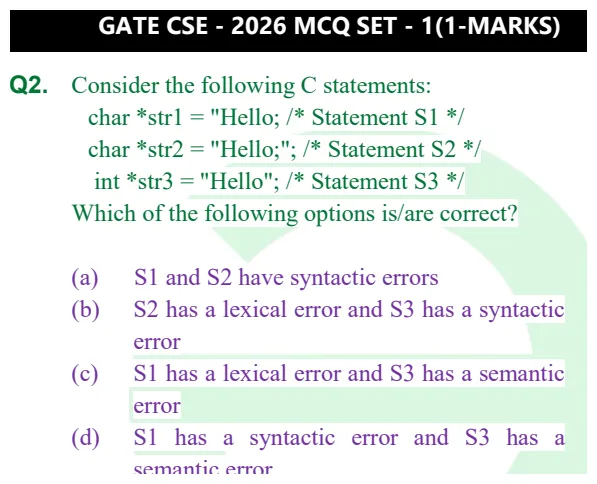 GATE CSE - 2026 MCQ SET - 1(1-MARKS)
Q2. Consider the following C statements:
char *str1 = "Hello; /* Statement S1 */
char *str2 = "Hello;"; /* Statement S2 */
int *str3 = "Hello"; /* Statement S3 */
Which of the following options is/are correct?
(a) S1 and S2 have syntactic errors
(b) S2 has a lexical error and S3 has a syntactic
error
(c) S1 has a lexical error and S3 has a semantic
error
(d) S1 has a syntactic error and S3 has a
semantic error